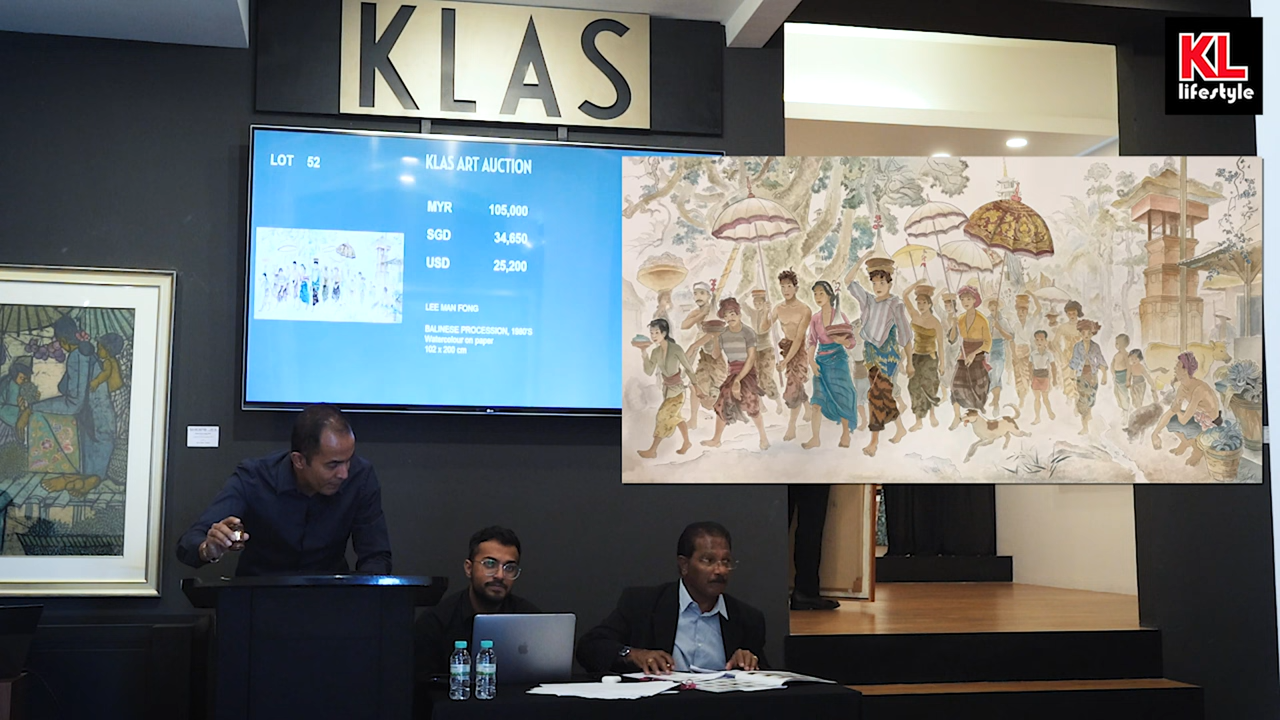 KLAS
KL
lifestyle
LOT 52
KLAS ART AUCTION
MYR 105,000
SGD 34,650
USD 25,200
LEE MAN FONG
BALINESE PROCESSION, 1960'S
Watercolour on paper
102 x 200 cm
LG